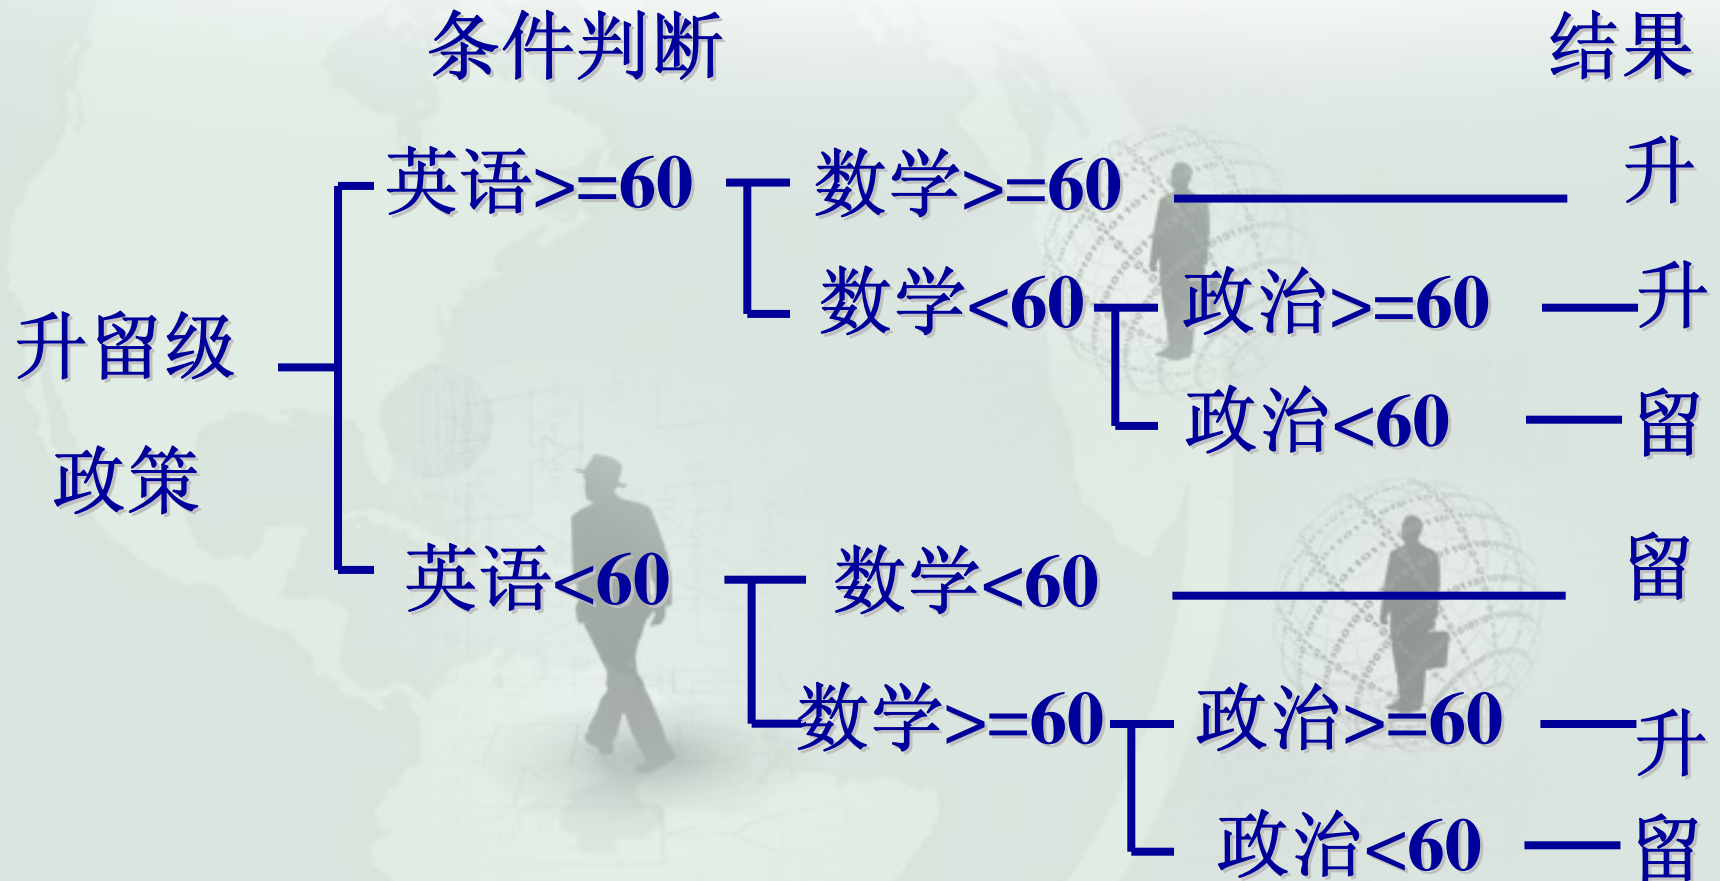 条件判断 结果
英语>=60 数学>=60 升
数学<60 政治>=60 升
升留级
政治<60 留
政策
英语<60 数学<60 留
数学>=60 政治>=60 升
政治<60 留